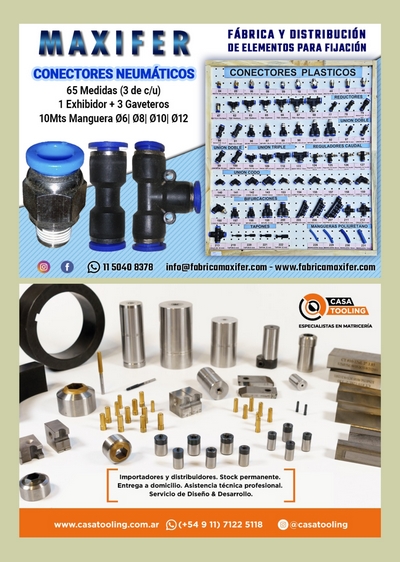 MAXIFER
FÁBRICA Y DISTRIBUCIÓN
DE ELEMENTOS PARA FIJACIÓN
CONECTORES NEUMÁTICOS
65 Medidas (3 de c/u)
1 Exhibidor + 3 Gaveteros
10Mts Manguera Ø6| Ø8| Ø10| Ø12
CONECTORES PLASTICOS
REDUCTORES
UNION DOBLE
UNION DOBLE
UNION TRIPLE
REGULADORES CAUDAL
UNION CODO
BIFURCACIONES
TAPONES
MANGUERAS POLIURETANO
11 5040 8378
info@fabricamaxifer.com - www.fabricamaxifer.com
CASA
TOOLING
ESPECIALISTAS EN MATRICERÍA
Importadores y distribuidores. Stock permanente.
Entrega a domicilio. Asistencia técnica profesional.
Servicio de Diseño & Desarrollo.
www.casatooling.com.ar
(+54 9 11) 7122 5118
@casatooling